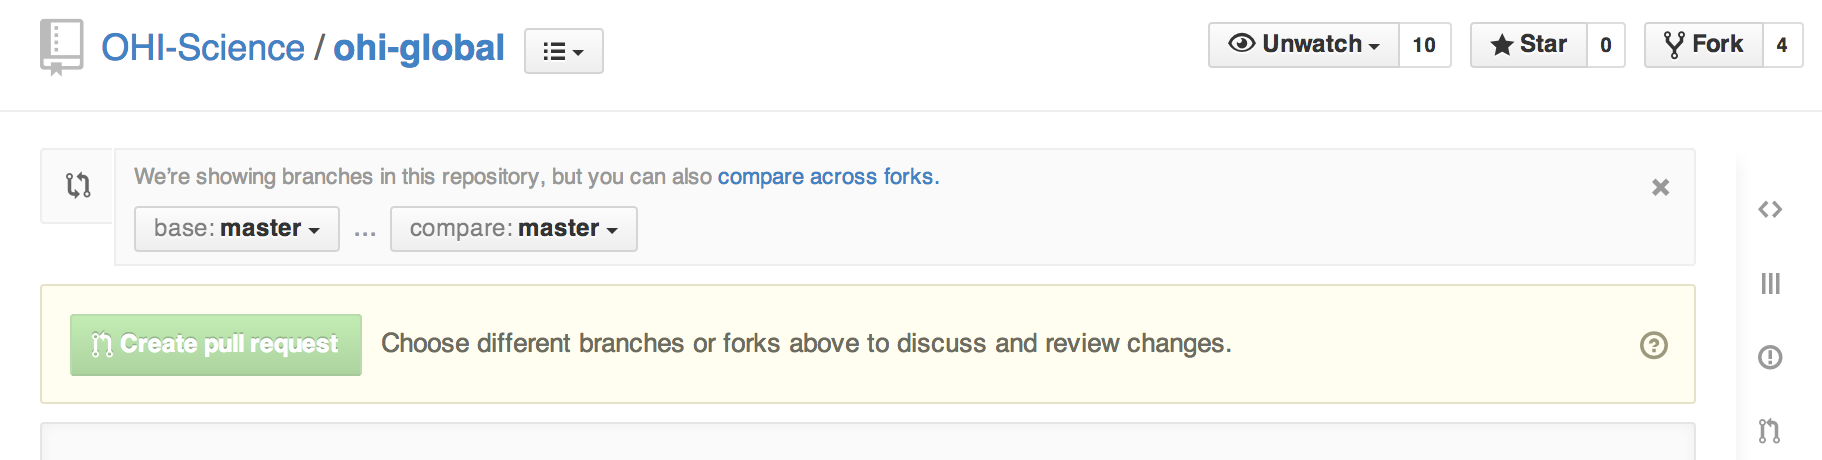 OHI-Science / ohi-global
Unwatch 10 Star 0 Fork 4
We're showing branches in this repository, but you can also compare across forks.
base: master ... compare: master
Create pull request Choose different branches or forks above to discuss and review changes.